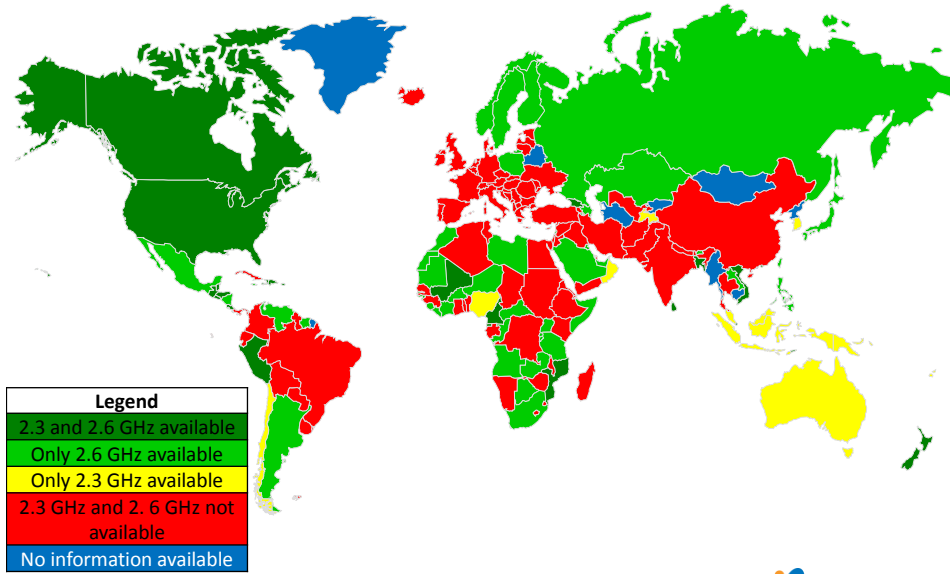 Legend
2.3 and 2.6 GHz available
Only 2.6 GHz available
Only 2.3 GHz available
2.3 GHz and 2. 6 GHz not
available
No information available